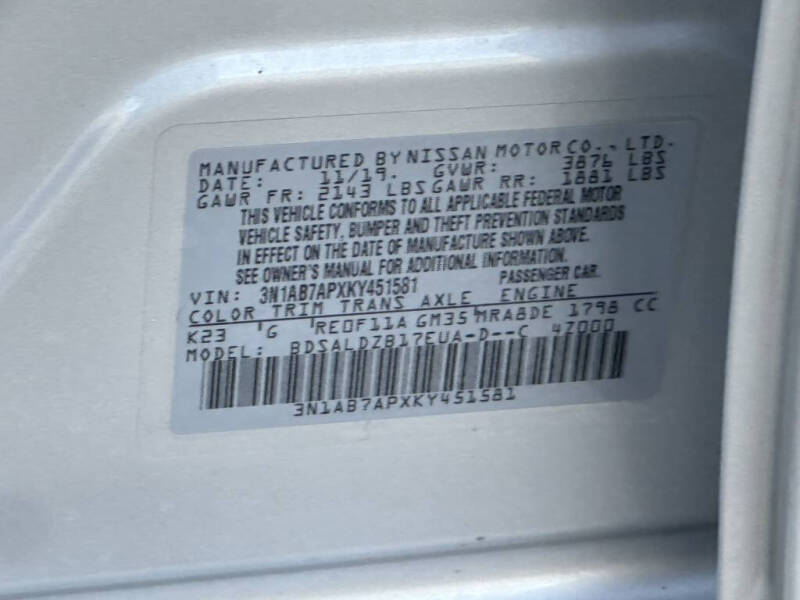 MANUFACTURED BY NISSAN MOTOR CO., LTD.
DATE: 11/19. GVWR: 3876 LBS
GAWR FR: 2143 LBS GAWR RR: 1881 LBS
THIS VEHICLE CONFORMS TO ALL APPLICABLE FEDERAL MOTOR
VEHICLE SAFETY, BUMPER AND THEFT PREVENTION STANDARDS
IN EFFECT ON THE DATE OF MANUFACTURE SHOWN ABOVE.
SEE OWNER'S MANUAL FOR ADDITIONAL INFORMATION.
VIN: 3N1AB7APXKY451581 PASSENGER CAR.
COLOR TRIM TRANS AXLE ENGINE
K23 G RE0F11A GM35 MRA8DE 1798 CC
MODEL: BDSALDZB17EUA-D--C 47000
3N1AB7APXKY451581